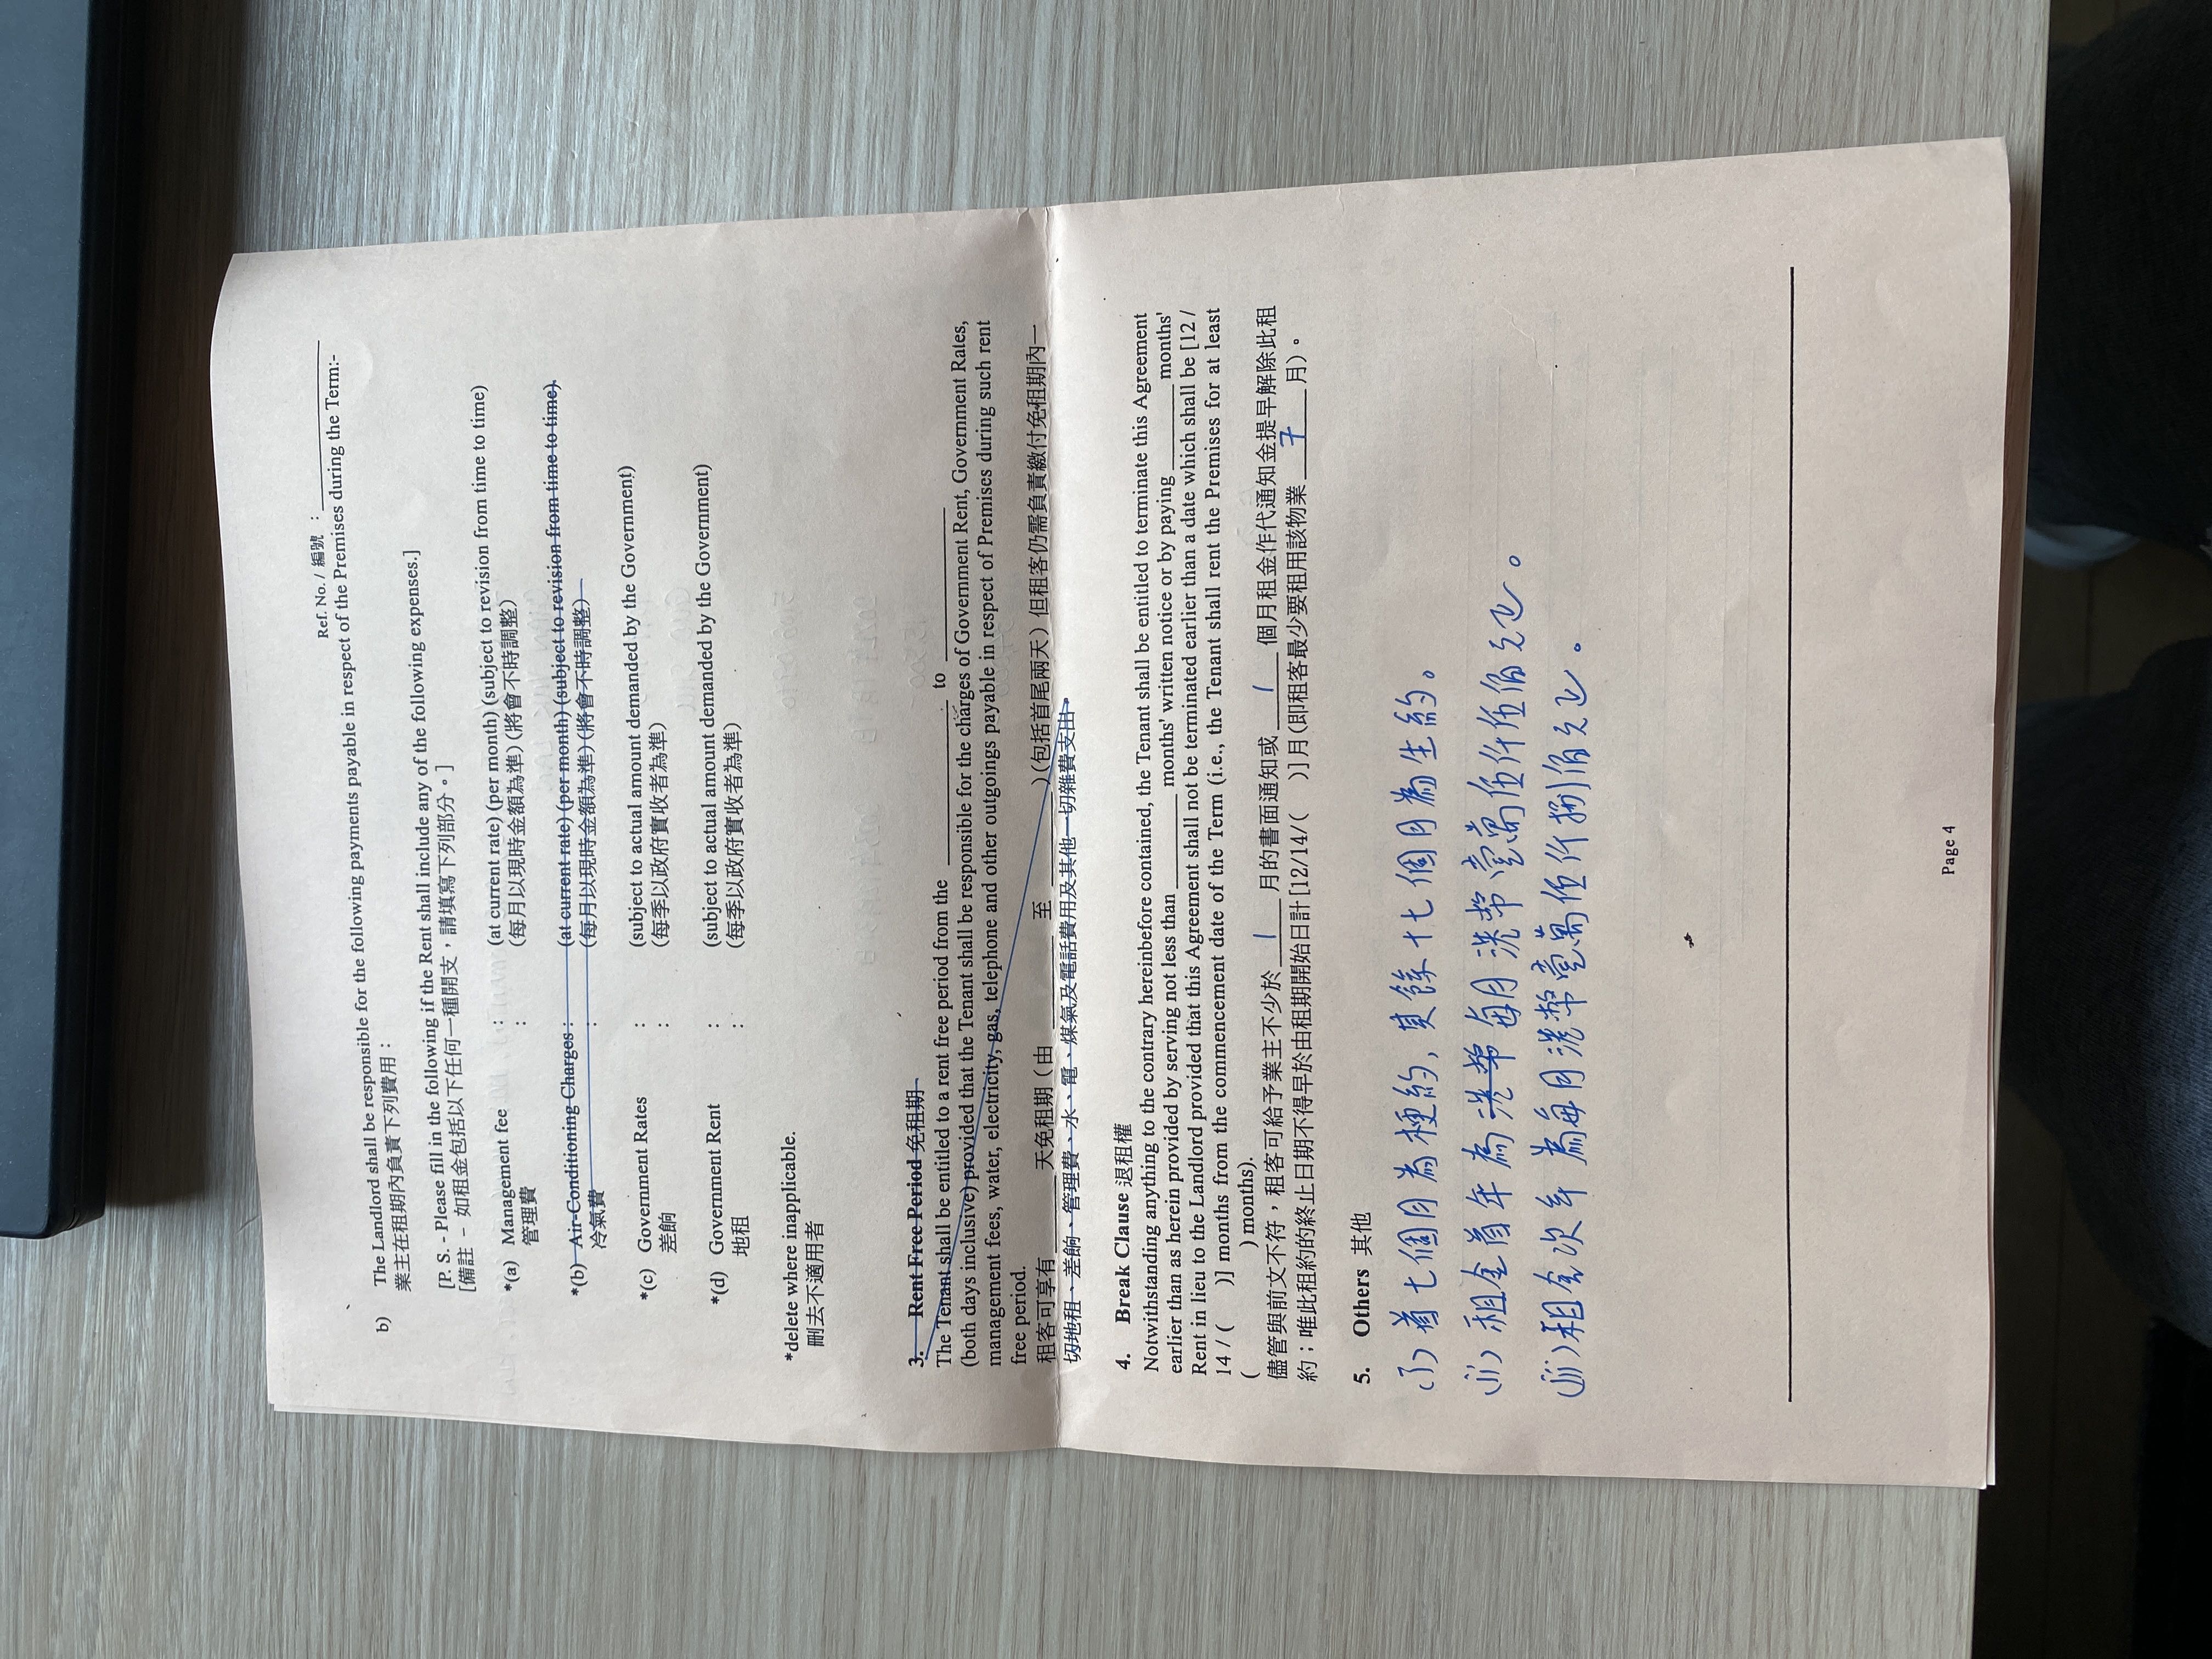 Ref. No. / 編號 :
b) The Landlord shall be responsible for the following payments payable in respect of the Premises during the Term:-
業主在租期內負責下列費用：
[P. S. - Please fill in the following if the Rent shall include any of the following expenses.]
[備註 – 如租金包括以下任何一種開支，請填寫下列部分。]
*(a) Management fee : (at current rate) (per month) (subject to revision from time to time)
管理費 : (每月以現時金額為準) (將會不時調整)
*(b) Air-Conditioning Charges : (at current rate) (per month) (subject to revision from time to time)
冷氣費 : (每月以現時金額為準) (將會不時調整)
*(c) Government Rates : (subject to actual amount demanded by the Government)
差餉 : (每季以政府實收者為準)
*(d) Government Rent : (subject to actual amount demanded by the Government)
地租 : (每季以政府實收者為準)
*delete where inapplicable.
刪去不適用者
3. Rent Free Period 免租期
The Tenant shall be entitled to a rent free period from the ________ to ________
(both days inclusive) provided that the Tenant shall be responsible for the charges of Government Rent, Government Rates,
management fees, water, electricity, gas, telephone and other outgoings payable in respect of Premises during such rent
free period.
租客可享有 ________ 天免租期（由 ________ 至 ________ ）(包括首尾兩天）但租客仍需負責繳付免租期內一
切地租、差餉、管理費、水、電、煤氣及電話費用及其他一切雜費支出。
4. Break Clause 退租權
Notwithstanding anything to the contrary hereinbefore contained, the Tenant shall be entitled to terminate this Agreement
earlier than as herein provided by serving not less than ________ months' written notice or by paying ________ months'
Rent in lieu to the Landlord provided that this Agreement shall not be terminated earlier than a date which shall be [12 /
14 / ( )] months from the commencement date of the Term (i.e., the Tenant shall rent the Premises for at least
( ) months).
儘管與前文不符，租客可給予業主不少於 1 月的書面通知或 1 個月租金作代通知金提早解除此租
約；唯此租約的終止日期不得早於由租期開始日計 [12/14/( )] 月 (即租客最少要租用該物業 7 月）。
5. Others 其他
(i) 首七個月為梗約, 其餘十七個月為生約。
(ii) 租金首年為港幣每月港幣壹萬伍仟伍佰元正。
(iii) 租金次年為每月港幣壹萬伍仟捌佰元正。
Page 4